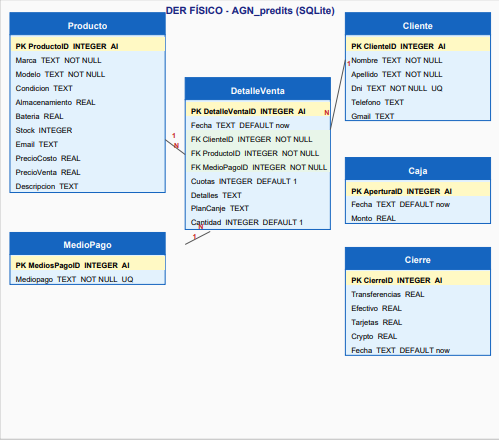 DER FÍSICO - AGN_predits (SQLite)
Producto
PK ProductoID INTEGER AI
Marca TEXT NOT NULL
Modelo TEXT NOT NULL
Condicion TEXT
Almacenamiento REAL
Bateria REAL
Stock INTEGER
Email TEXT
PrecioCosto REAL
PrecioVenta REAL
Descripcion TEXT
MedioPago
PK MediosPagoID INTEGER AI
Mediopago TEXT NOT NULL UQ
1
N
DetalleVenta
PK DetalleVentaID INTEGER AI
N
Fecha TEXT DEFAULT now
FK ClienteID INTEGER NOT NULL
FK ProductoID INTEGER NOT NULL
FK MedioPagoID INTEGER NOT NULL
Cuotas INTEGER DEFAULT 1
Detalles TEXT
PlanCanje TEXT
Cantidad INTEGER DEFAULT 1
N
1
Cliente
PK ClienteID INTEGER AI
1
Nombre TEXT NOT NULL
Apellido TEXT NOT NULL
Dni TEXT NOT NULL UQ
Telefono TEXT
Gmail TEXT
Caja
PK AperturaID INTEGER AI
Fecha TEXT DEFAULT now
Monto REAL
Cierre
PK CierreID INTEGER AI
Transferencias REAL
Efectivo REAL
Tarjetas REAL
Crypto REAL
Fecha TEXT DEFAULT now